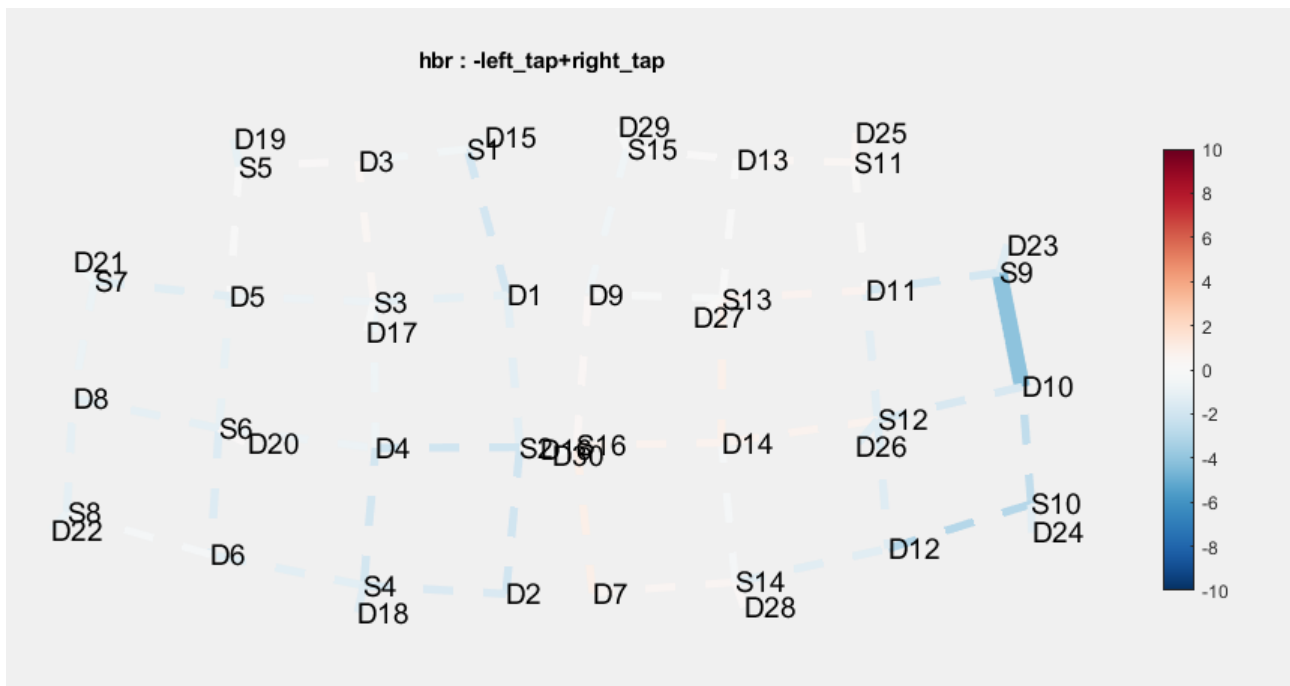 hbr : -left_tap+right_tap
D19
S5
D3
S1
D15
D29
S15
D13
D25
S11
D21
S7
D5
S3
D17
D1
D9
S13
D27
D11
D23
S9
D8
S6
D20
D4
S2
D16
D30
S16
D14
S12
D26
D10
S8
D22
D6
S4
D18
D2
D7
S14
D28
D12
S10
D24
10
8
6
4
2
0
-2
-4
-6
-8
-10